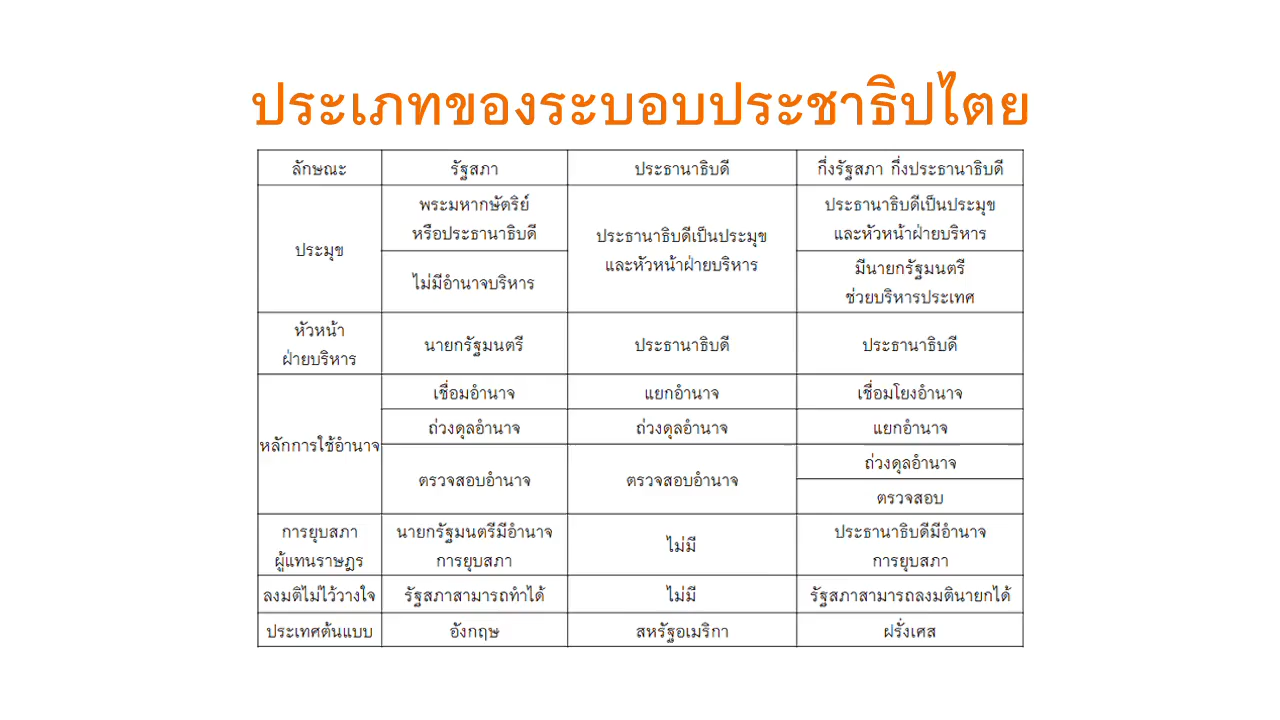 ประเภทของระบอบประชาธิปไตย
ลักษณะ รัฐสภา ประธานาธิบดี กึ่งรัฐสภา กึ่งประธานาธิบดี
ประมุข
พระมหากษัตริย์
หรือประธานาธิบดี
ไม่มีอำนาจบริหาร
ประธานาธิบดีเป็นประมุข
และหัวหน้าฝ่ายบริหาร
ประธานาธิบดีเป็นประมุข
และหัวหน้าฝ่ายบริหาร
มีนายกรัฐมนตรี
ช่วยบริหารประเทศ
หัวหน้า
ฝ่ายบริหาร
นายกรัฐมนตรี
ประธานาธิบดี
ประธานาธิบดี
หลักการใช้อำนาจ
เชื่อมอำนาจ
ถ่วงดุลอำนาจ
ตรวจสอบอำนาจ
แยกอำนาจ
ถ่วงดุลอำนาจ
ตรวจสอบอำนาจ
เชื่อมโยงอำนาจ
แยกอำนาจ
ถ่วงดุลอำนาจ
ตรวจสอบ
การยุบสภา
ผู้แทนราษฎร
นายกรัฐมนตรีมีอำนาจ
การยุบสภา
ไม่มี
ประธานาธิบดีมีอำนาจ
การยุบสภา
ลงมติไม่ไว้วางใจ รัฐสภาสามารถทำได้ ไม่มี รัฐสภาสามารถลงมตินายกได้
ประเทศต้นแบบ อังกฤษ สหรัฐอเมริกา ฝรั่งเศส